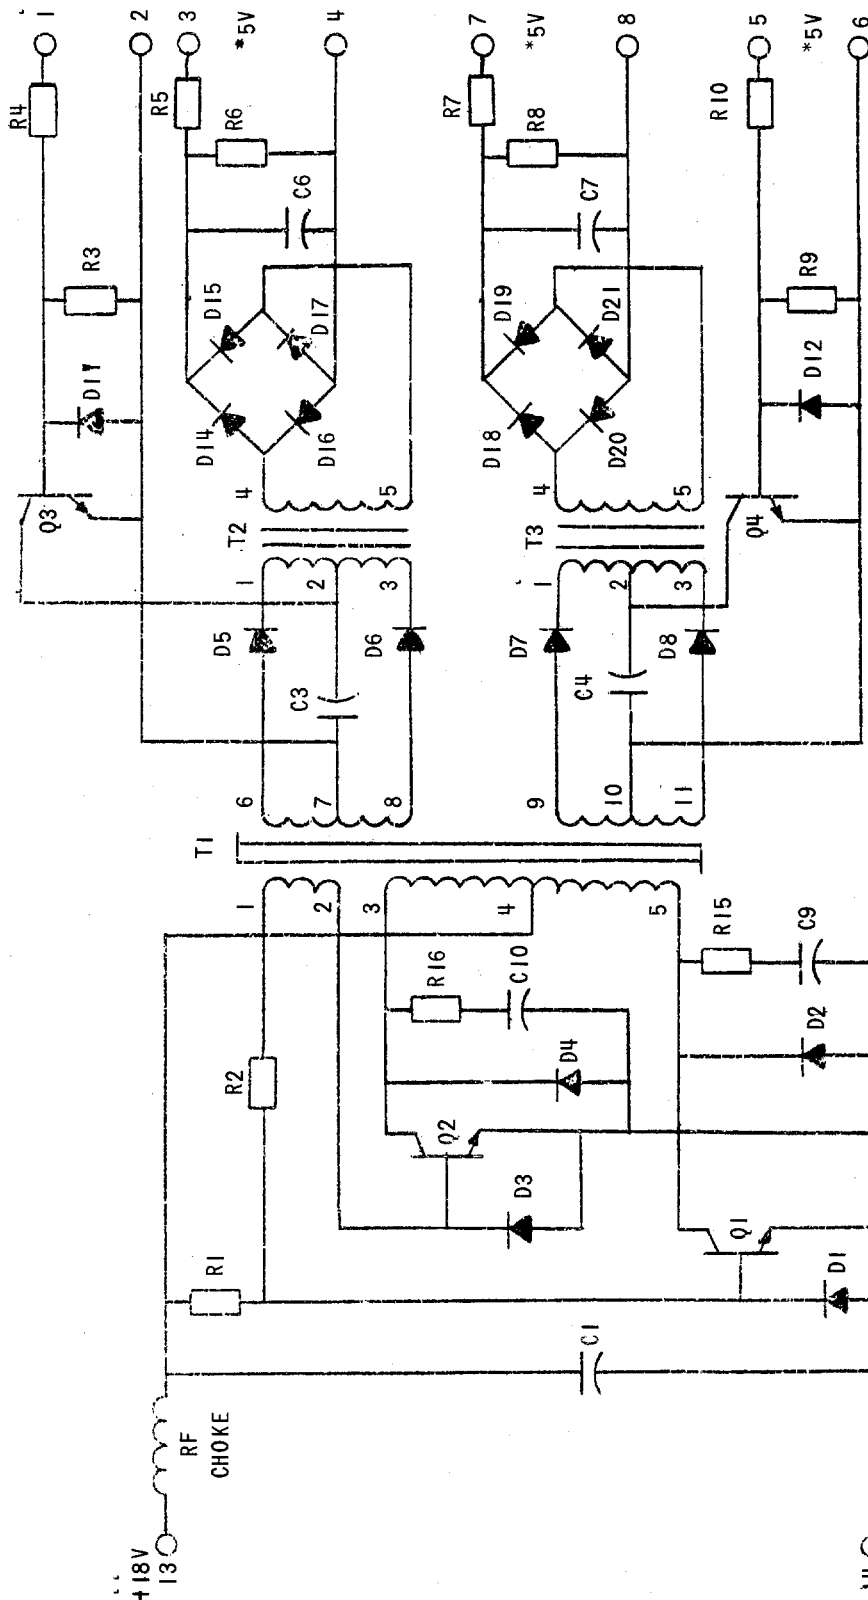 +18V
13
RF
CHOKE
C1
R1
R2
D1
Q1
D3
Q2
D4
R16
C10
D2
R15
C9
T1
1
2
3
4
5
6
7
8
9
10
11
C3
D5
D6
C4
D7
D8
T2
1
2
3
4
5
T3
1
2
3
4
5
Q3
Q4
D14
D15
D16
D17
D18
D19
D20
D21
D12
R3
R9
C6
C7
R6
R8
R4
R5
R7
R10
1
2
3
*5V
4
7
*5V
8
5
*5V
6